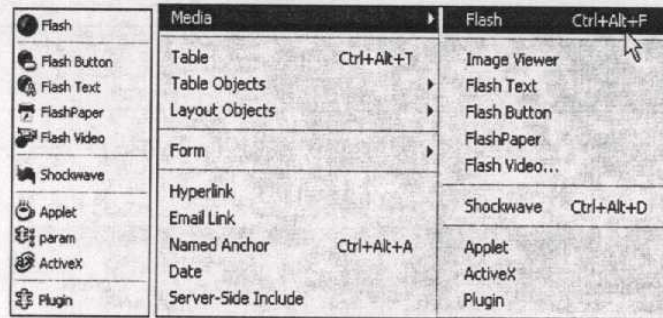 Flash
Flash Button
Flash Text
FlashPaper
Flash Video
Shockwave
Applet
param
ActiveX
Plugin
Media
Table Ctrl+Alt+T
Table Objects
Layout Objects
Form
Hyperlink
Email Link
Named Anchor Ctrl+Alt+A
Date
Server-Side Include
Flash Ctrl+Alt+F
Image Viewer
Flash Text
Flash Button
FlashPaper
Flash Video...
Shockwave Ctrl+Alt+D
Applet
ActiveX
Plugin